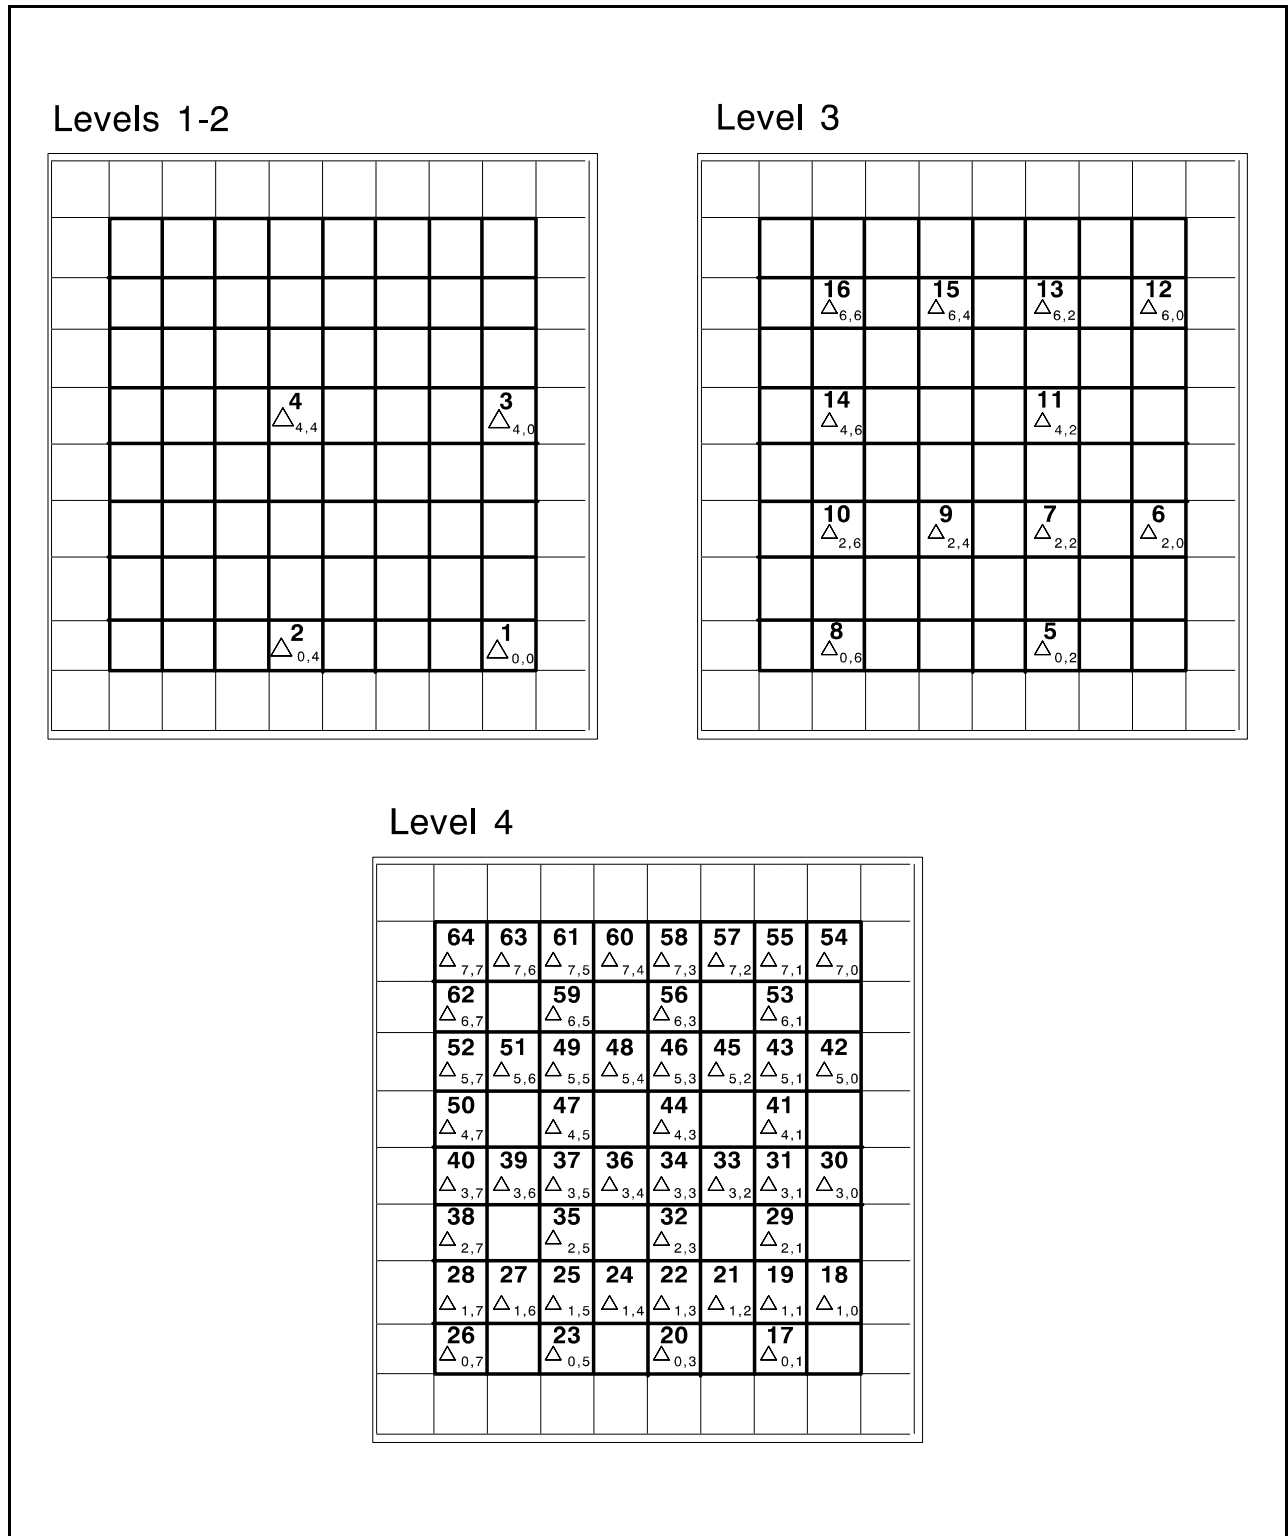 Levels 1-2
4 3
△4,4 △4,0
2 1
△0,4 △0,0
Level 3
16 15 13 12
△6,6 △6,4 △6,2 △6,0
14 11
△4,6 △4,2
10 9 7 6
△2,6 △2,4 △2,2 △2,0
8 5
△0,6 △0,2
Level 4
64 63 61 60 58 57 55 54
△7,7 △7,6 △7,5 △7,4 △7,3 △7,2 △7,1 △7,0
62 59 56 53
△6,7 △6,5 △6,3 △6,1
52 51 49 48 46 45 43 42
△5,7 △5,6 △5,5 △5,4 △5,3 △5,2 △5,1 △5,0
50 47 44 41
△4,7 △4,5 △4,3 △4,1
40 39 37 36 34 33 31 30
△3,7 △3,6 △3,5 △3,4 △3,3 △3,2 △3,1 △3,0
38 35 32 29
△2,7 △2,5 △2,3 △2,1
28 27 25 24 22 21 19 18
△1,7 △1,6 △1,5 △1,4 △1,3 △1,2 △1,1 △1,0
26 23 20 17
△0,7 △0,5 △0,3 △0,1